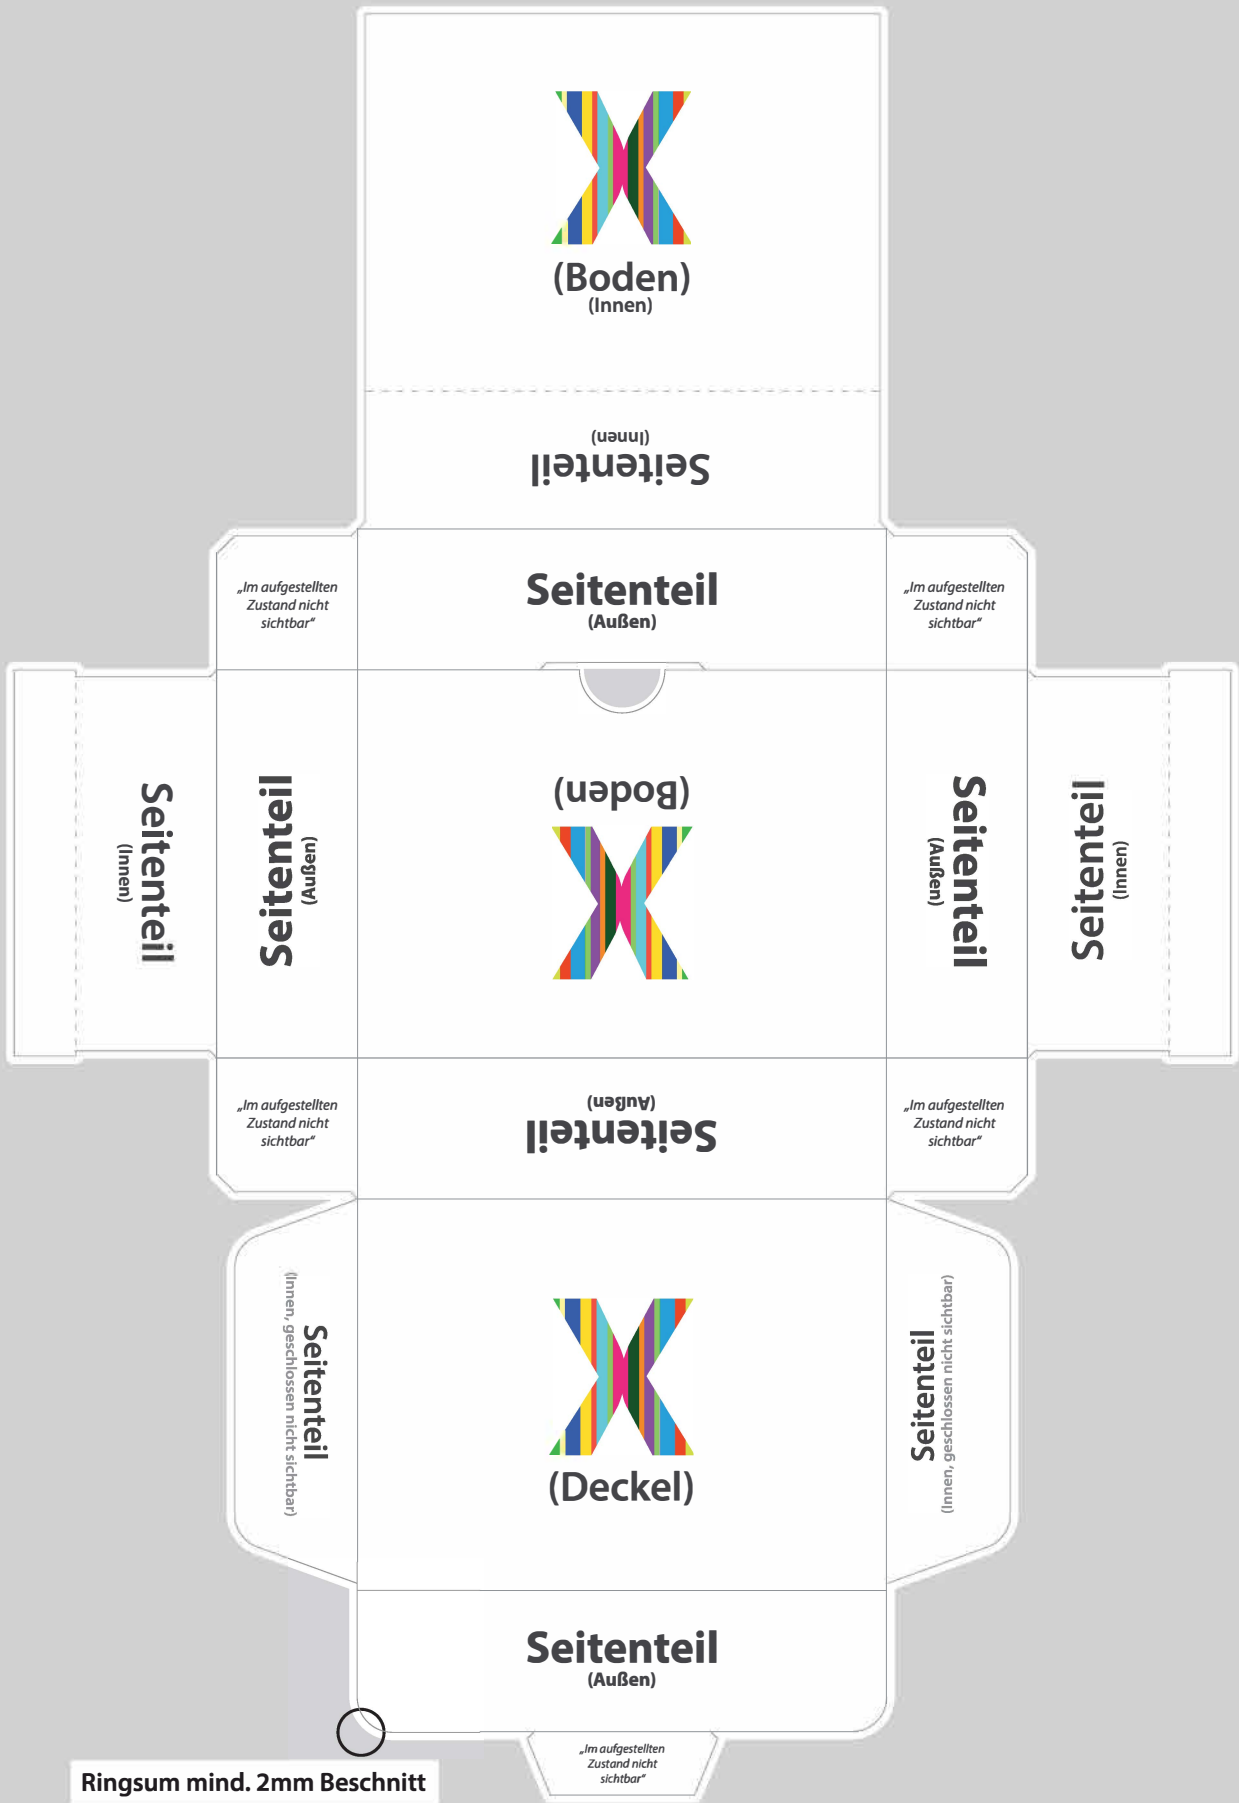 (Boden)
(Innen)
(Innen)
Seitenteil
„Im aufgestellten
Zustand nicht
sichtbar“
Seitenteil
(Außen)
„Im aufgestellten
Zustand nicht
sichtbar“
Seitenteil
(Innen)
Seitenteil
(Außen)
(Boden)
Seitenteil
(Außen)
Seitenteil
(Innen)
„Im aufgestellten
Zustand nicht
sichtbar“
(Außen)
Seitenteil
„Im aufgestellten
Zustand nicht
sichtbar“
Seitenteil
(Innen, geschlossen nicht sichtbar)
(Deckel)
Seitenteil
(Innen, geschlossen nicht sichtbar)
Seitenteil
(Außen)
„Im aufgestellten
Zustand nicht
sichtbar“
Ringsum mind. 2mm Beschnitt